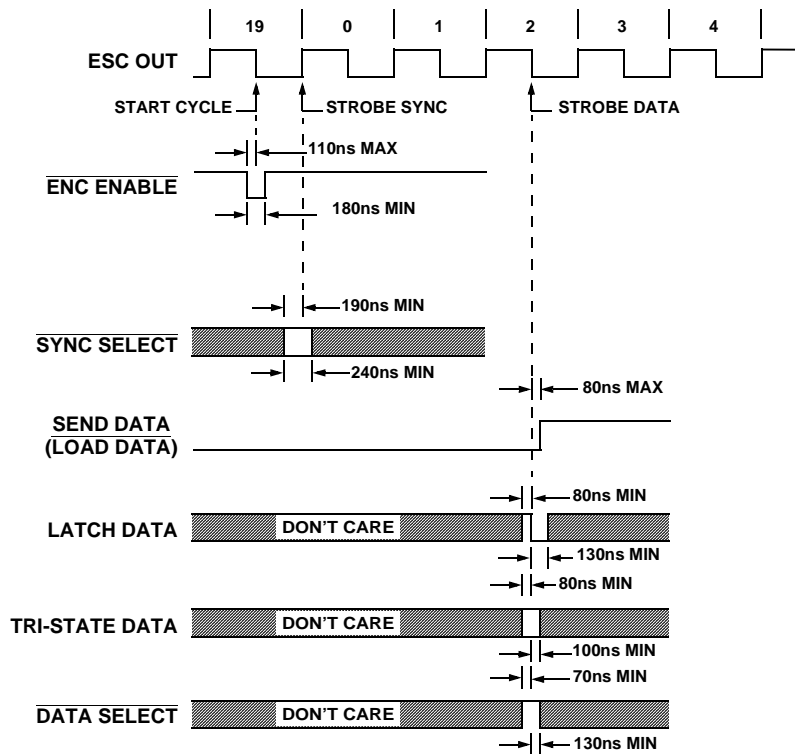 19 0 1 2 3 4
ESC OUT
START CYCLE STROBE SYNC STROBE DATA
110ns MAX
ENC ENABLE
180ns MIN
190ns MIN
SYNC SELECT
240ns MIN
80ns MAX
SEND DATA
(LOAD DATA)
80ns MIN
LATCH DATA DON'T CARE
130ns MIN
80ns MIN
TRI-STATE DATA DON'T CARE
100ns MIN
70ns MIN
DATA SELECT DON'T CARE
130ns MIN